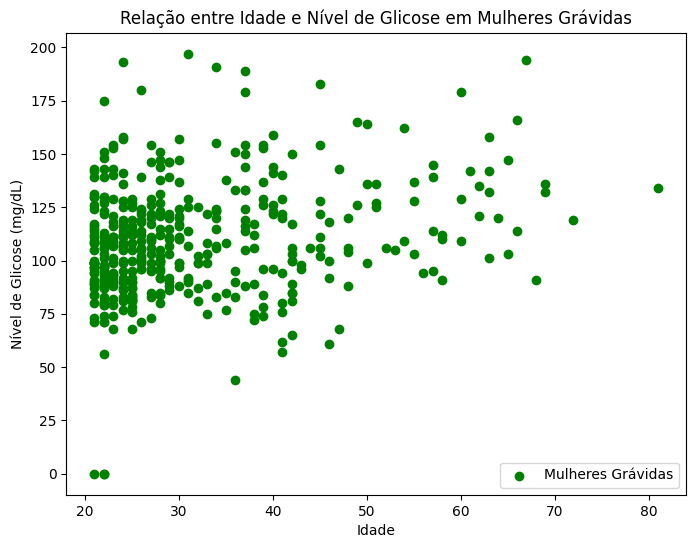 Relação entre Idade e Nível de Glicose em Mulheres Grávidas
200
175
150
125
100
75
50
25
0
Nível de Glicose (mg/dL)
Mulheres Grávidas
20 30 40 50 60 70 80
Idade